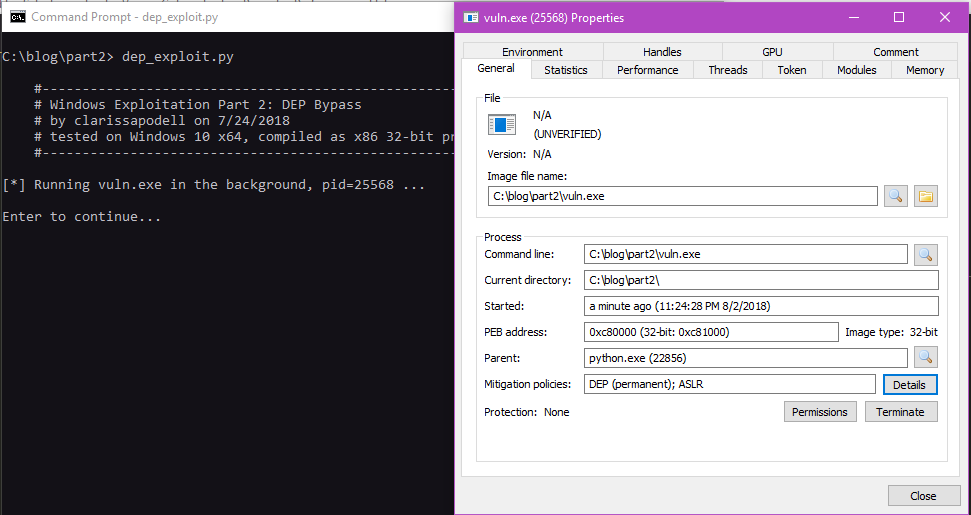 Command Prompt - dep_exploit.py
C:\blog\part2> dep_exploit.py
#----------------------------------------------------
# Windows Exploitation Part 2: DEP Bypass
# by clarissapodell on 7/24/2018
# tested on Windows 10 x64, compiled as x86 32-bit pr
#----------------------------------------------------
[*] Running vuln.exe in the background, pid=25568 ...
Enter to continue...
vuln.exe (25568) Properties
Environment Handles GPU Comment
General Statistics Performance Threads Token Modules Memory
File
N/A
(UNVERIFIED)
Version: N/A
Image file name:
C:\blog\part2\vuln.exe
Process
Command line: C:\blog\part2\vuln.exe
Current directory: C:\blog\part2\
Started: a minute ago (11:24:28 PM 8/2/2018)
PEB address: 0xc80000 (32-bit: 0xc81000) Image type: 32-bit
Parent: python.exe (22856)
Mitigation policies: DEP (permanent); ASLR Details
Protection: None Permissions Terminate
Close